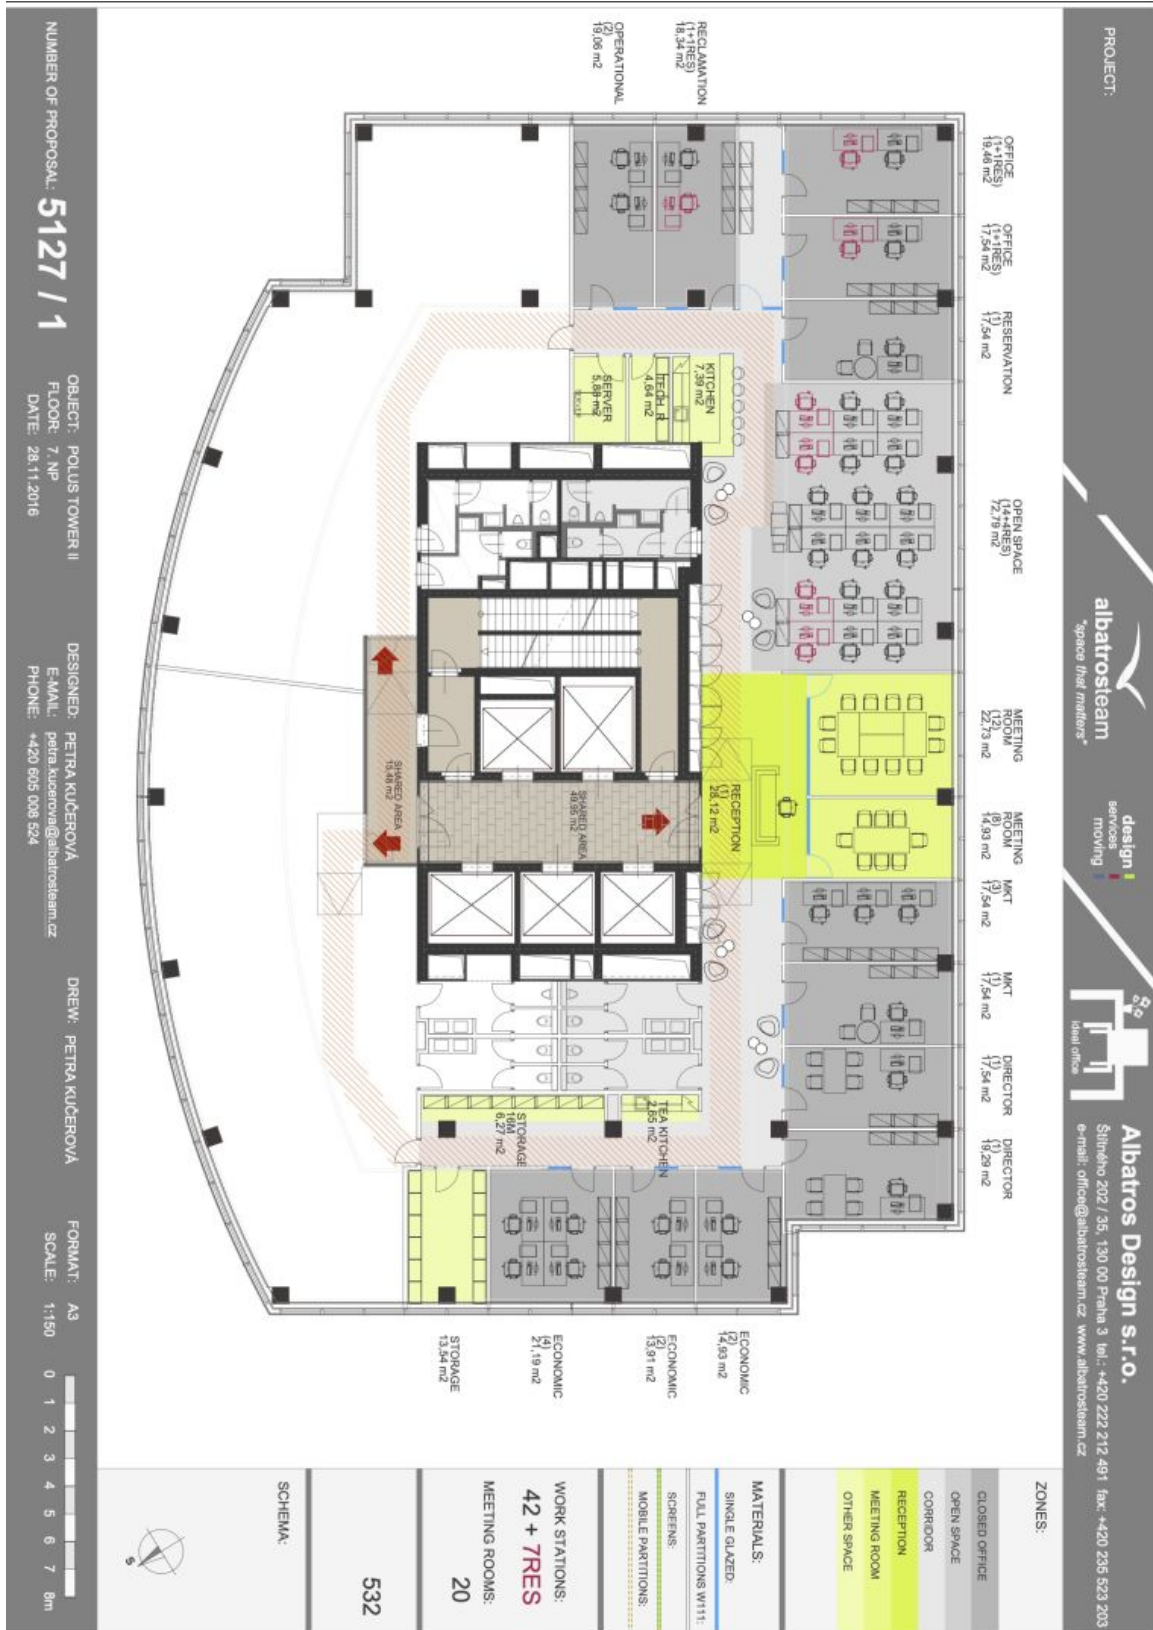 PROJECT:
albatrosteam
"space that matters"
design
services
moving
ideal office
Albatros Design s.r.o.
Štítného 202 / 35, 130 00 Praha 3 tel.: +420 222 212 491 fax: +420 235 523 203
e-mail: office@albatrosteam.cz www.albatrosteam.cz
OFFICE
(1+1RES)
19,46 m2
OFFICE
(1+1RES)
17,54 m2
RESERVATION
(1)
17,54 m2
OPEN SPACE
(14+4RES)
72,79 m2
MEETING
ROOM
(12)
22,73 m2
MEETING
ROOM
(8)
14,93 m2
MKT
(3)
17,54 m2
MKT
(1)
17,54 m2
DIRECTOR
(1)
17,54 m2
DIRECTOR
(1)
19,29 m2
RECLAMATION
(1+1RES)
18,34 m2
OPERATIONAL
(2)
19,06 m2
KITCHEN
7,39 m2
TECH.R
4,64 m2
SERVER
5,88 m2
RECEPTION
(1)
28,12 m2
SHARED AREA
49,95 m2
SHARED AREA
15,48 m2
TEA KITCHEN
2,65 m2
STORAGE
16M
6,27 m2
ECONOMIC
(2)
14,93 m2
ECONOMIC
(2)
13,91 m2
ECONOMIC
(4)
21,19 m2
STORAGE
13,54 m2
ZONES:
CLOSED OFFICE
OPEN SPACE
CORRIDOR
RECEPTION
MEETING ROOM
OTHER SPACE
MATERIALS:
SINGLE GLAZED:
FULL PARTITIONS W111:
SCREENS:
MOBILE PARTITIONS:
WORK STATIONS:
42 + 7RES
MEETING ROOMS:
20
532
SCHEMA:
S
NUMBER OF PROPOSAL: 5127 / 1
OBJECT: POLUS TOWER II
FLOOR: 7. NP
DATE: 28.11.2016
DESIGNED: PETRA KUČEROVÁ
E-MAIL: petra.kucerova@albatrosteam.cz
PHONE: +420 605 008 524
DREW: PETRA KUČEROVÁ
FORMAT: A3
SCALE: 1:150
0 1 2 3 4 5 6 7 8m